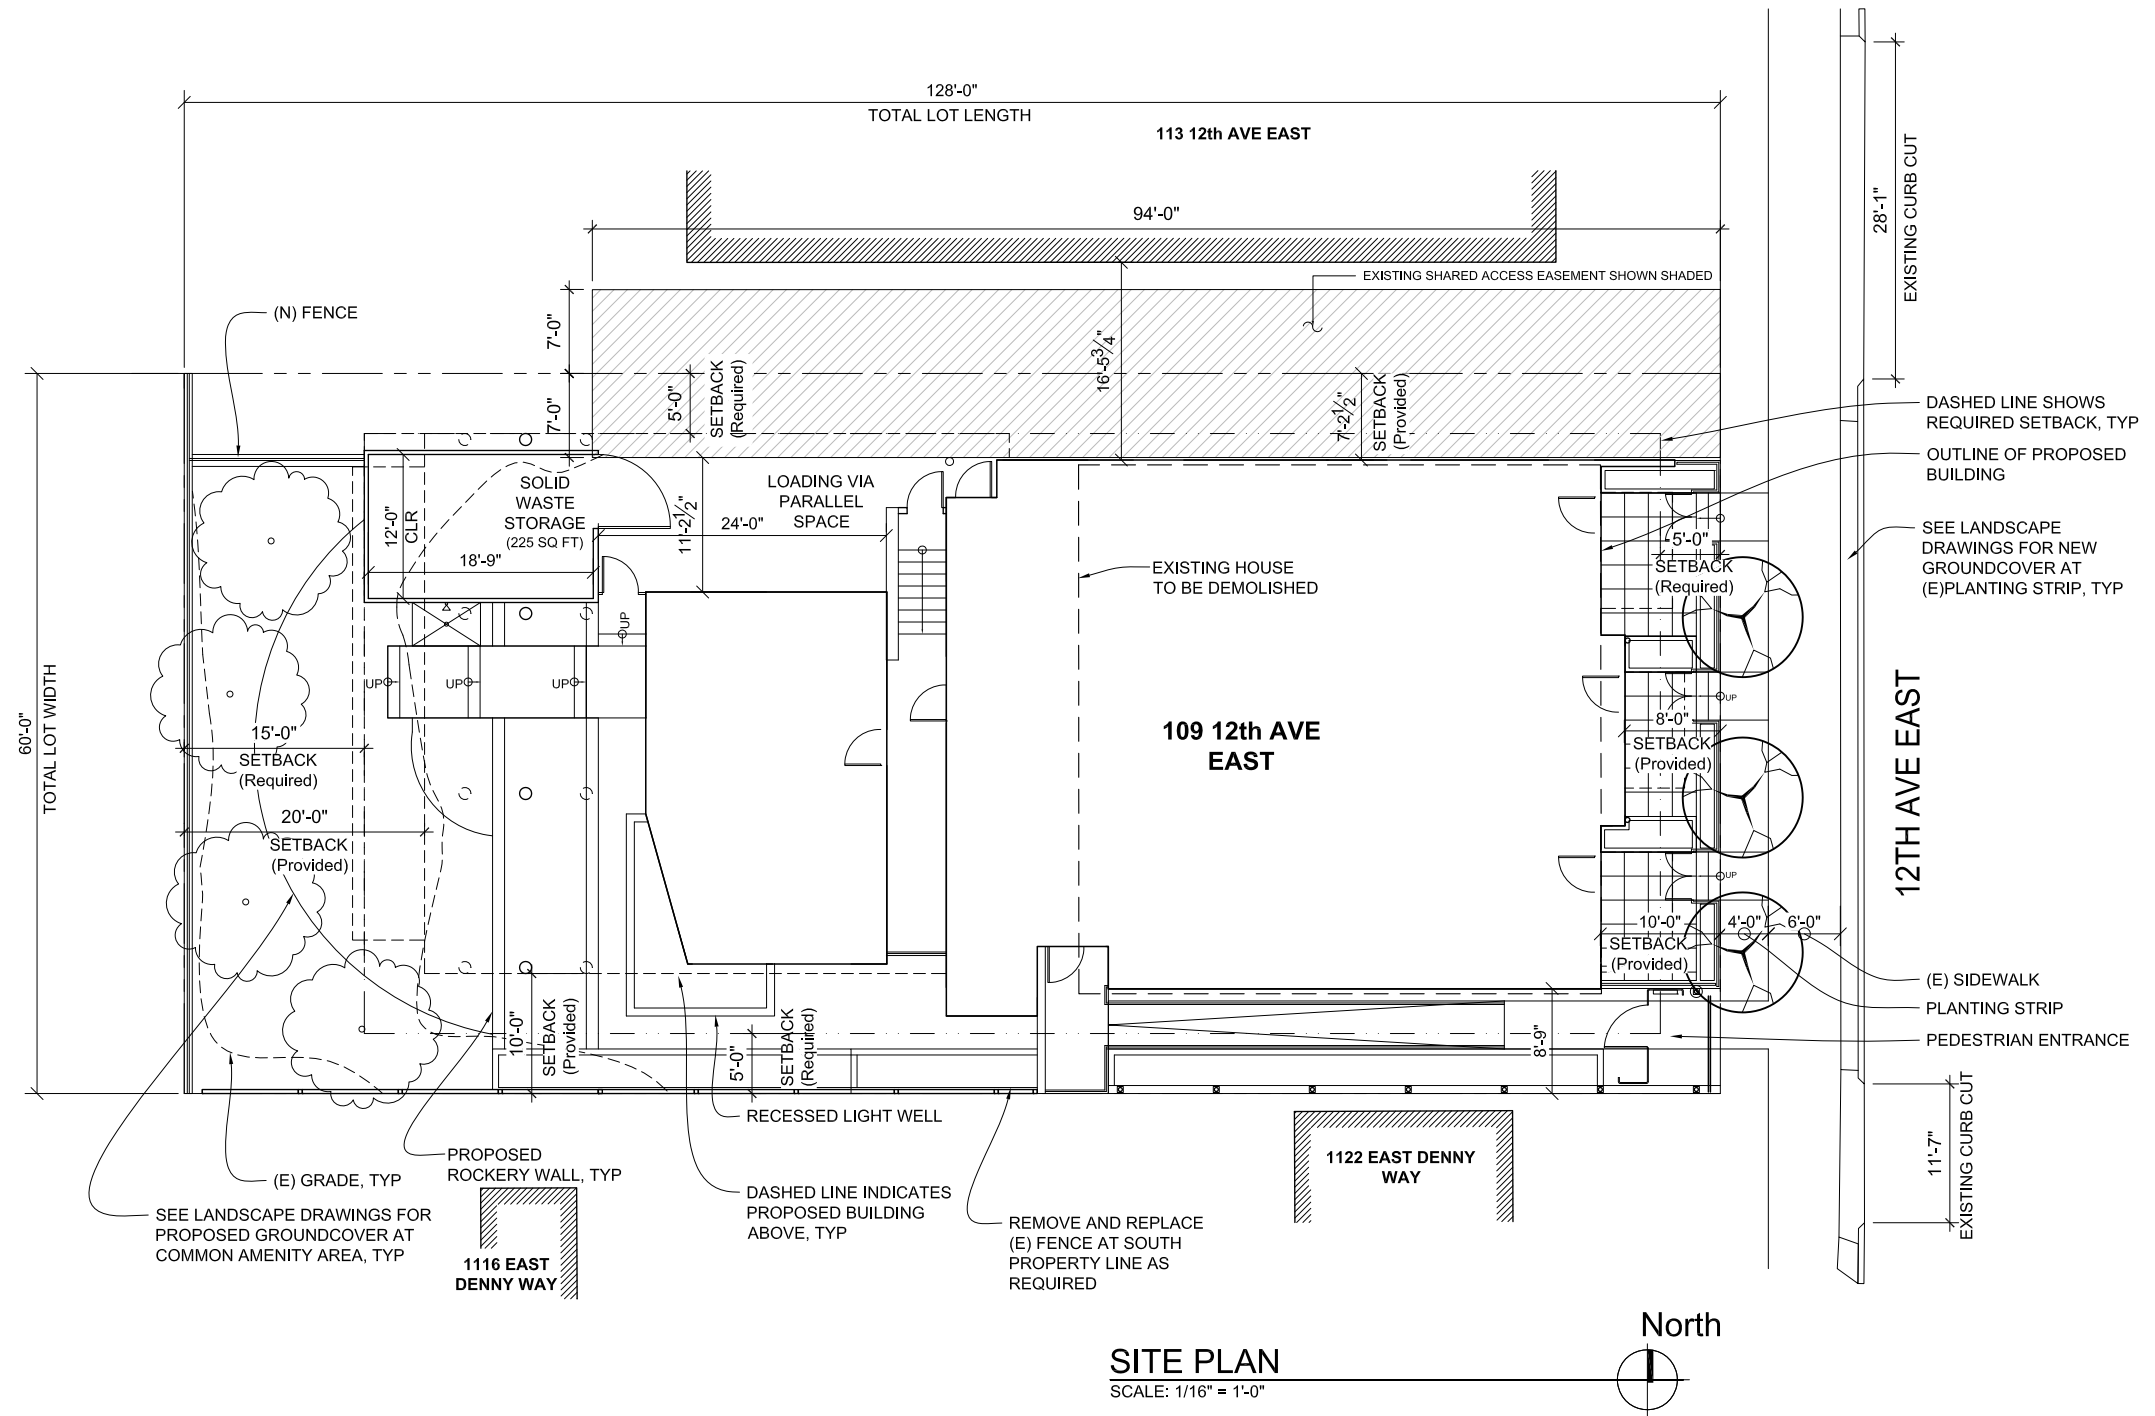 128'-0"
TOTAL LOT LENGTH
113 12th AVE EAST
28'-1"
EXISTING CURB CUT
94'-0"
EXISTING SHARED ACCESS EASEMENT SHOWN SHADED
(N) FENCE
7'-0"
7'-0"
5'-0"
SETBACK
(Required)
16'-5 3/4"
7'-2 1/2"
SETBACK
(Provided)
DASHED LINE SHOWS
REQUIRED SETBACK, TYP
OUTLINE OF PROPOSED
BUILDING
SOLID
WASTE
STORAGE
(225 SQ FT)
12'-0"
CLR
18'-9"
11'-2 1/2"
LOADING VIA
PARALLEL
SPACE
24'-0"
EXISTING HOUSE
TO BE DEMOLISHED
5'-0"
SETBACK
(Required)
SEE LANDSCAPE
DRAWINGS FOR NEW
GROUNDCOVER AT
(E)PLANTING STRIP, TYP
UP
UP
UP
UP
UP
60'-0"
TOTAL LOT WIDTH
15'-0"
SETBACK
(Required)
109 12th AVE
EAST
8'-0"
SETBACK
(Provided)
12TH AVE EAST
20'-0"
SETBACK
(Provided)
UP
10'-0"
4'-0"
6'-0"
SETBACK
(Provided)
(E) SIDEWALK
PLANTING STRIP
PEDESTRIAN ENTRANCE
10'-0"
SETBACK
(Provided)
5'-0"
SETBACK
(Required)
8'-9"
11'-7"
EXISTING CURB CUT
RECESSED LIGHT WELL
PROPOSED
ROCKERY WALL, TYP
(E) GRADE, TYP
1122 EAST DENNY
WAY
SEE LANDSCAPE DRAWINGS FOR
PROPOSED GROUNDCOVER AT
COMMON AMENITY AREA, TYP
1116 EAST
DENNY WAY
DASHED LINE INDICATES
PROPOSED BUILDING
ABOVE, TYP
REMOVE AND REPLACE
(E) FENCE AT SOUTH
PROPERTY LINE AS
REQUIRED
North
SITE PLAN
SCALE: 1/16" = 1'-0"